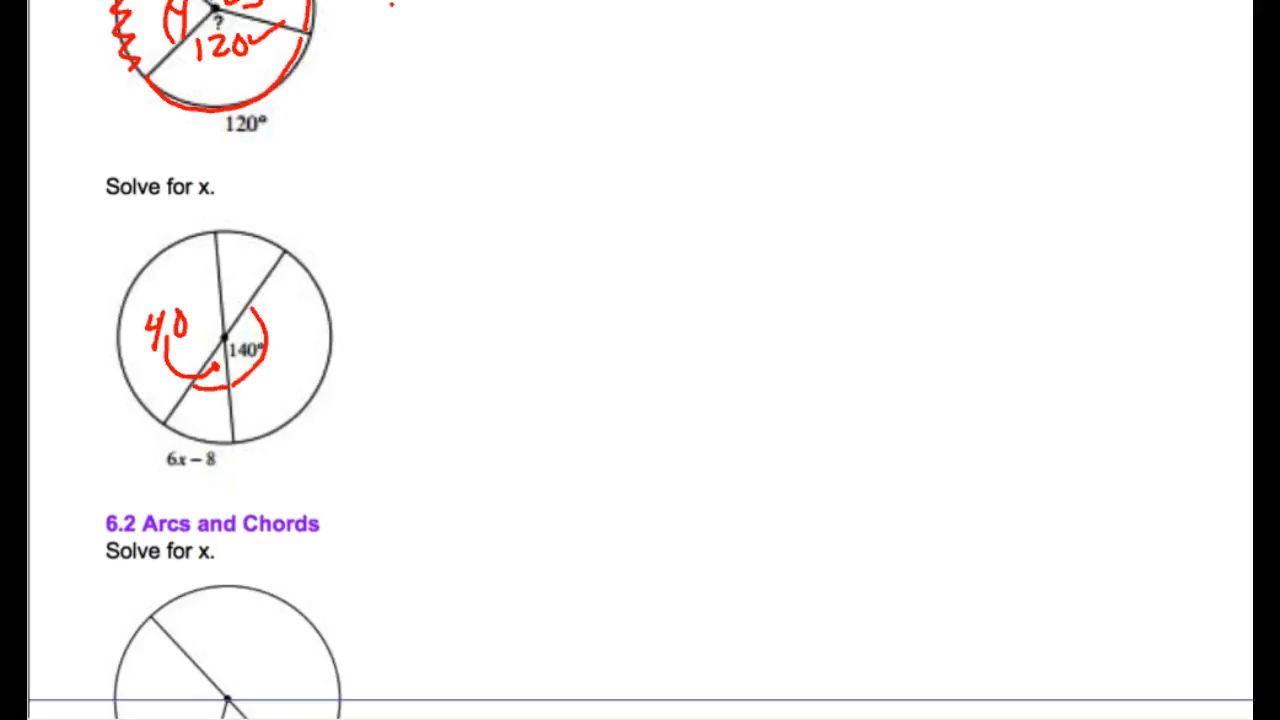 ?
120
120°
Solve for x.
40
140°
6x – 8
6.2 Arcs and Chords
Solve for x.